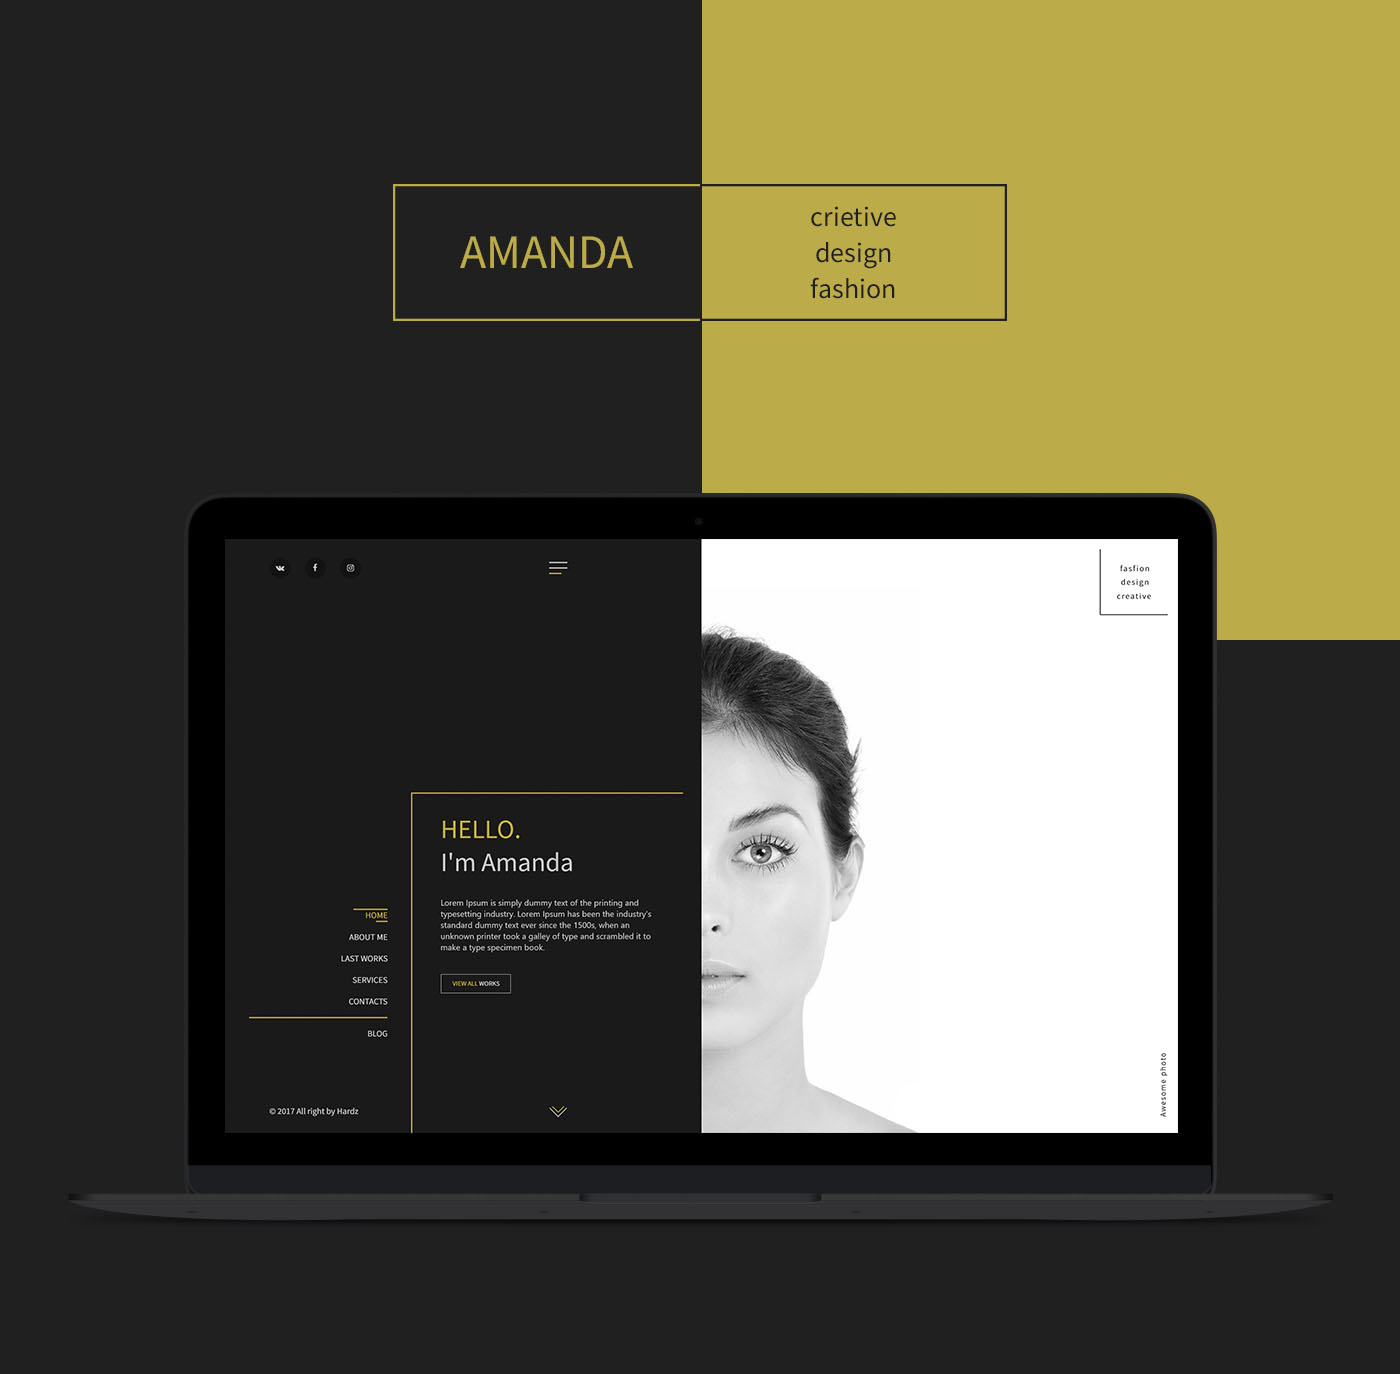 AMANDA
crietive
design
fashion
fasfion
design
creative
HELLO.
I'm Amanda
Lorem Ipsum is simply dummy text of the printing and
typesetting industry. Lorem Ipsum has been the industry's
standard dummy text ever since the 1500s, when an
unknown printer took a galley of type and scrambled it to
make a type specimen book.
VIEW ALL WORKS
HOME
ABOUT ME
LAST WORKS
SERVICES
CONTACTS
BLOG
© 2017 All right by Hardz
Awesome photo